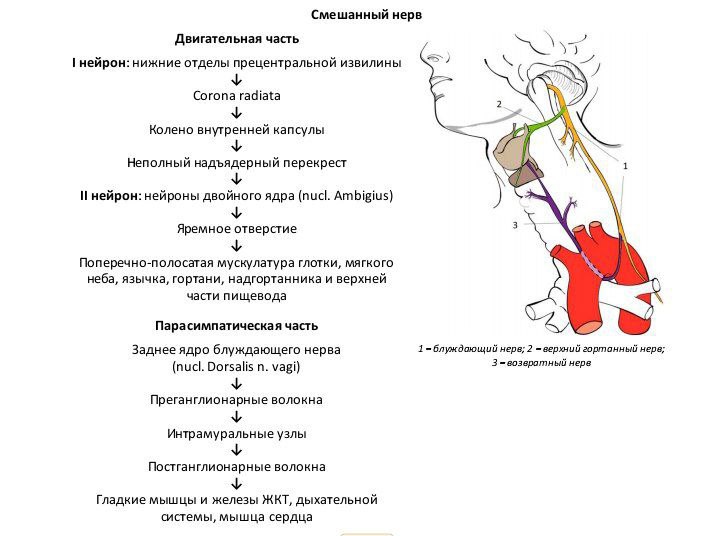 Смешанный нерв
Двигательная часть
I нейрон: нижние отделы прецентральной извилины
↓
Corona radiata
↓
Колено внутренней капсулы
↓
Неполный надъядерный перекрест
↓
II нейрон: нейроны двойного ядра (nucl. Ambigius)
↓
Яремное отверстие
↓
Поперечно-полосатая мускулатура глотки, мягкого
неба, язычка, гортани, надгортанника и верхней
части пищевода
Парасимпатическая часть
Заднее ядро блуждающего нерва
(nucl. Dorsalis n. vagi)
↓
Преганглионарные волокна
↓
Интрамуральные узлы
↓
Постганглионарные волокна
↓
Гладкие мышцы и железы ЖКТ, дыхательной
системы, мышца сердца
2
1
3
1 – блуждающий нерв; 2 – верхний гортанный нерв;
3 – возвратный нерв